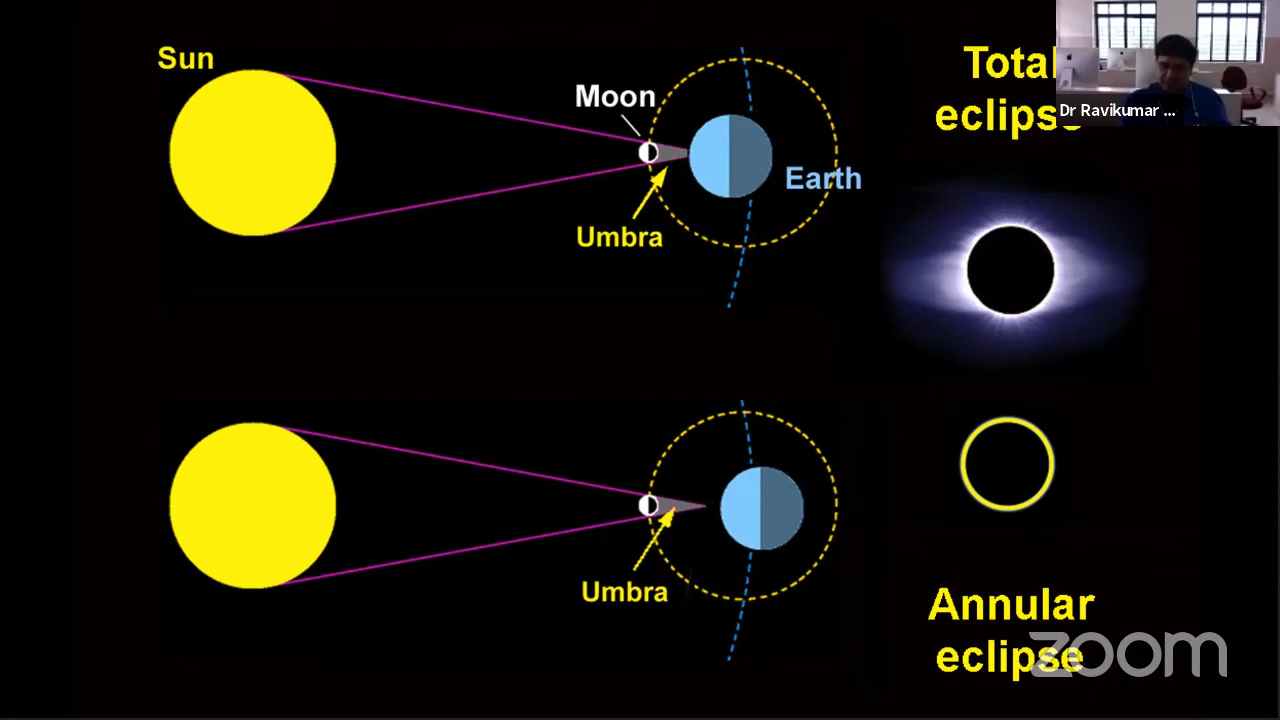 Sun
Moon
Earth
Umbra
Total
eclipse
Dr Ravikumar ...
Umbra
Annular
eclipse
zoom